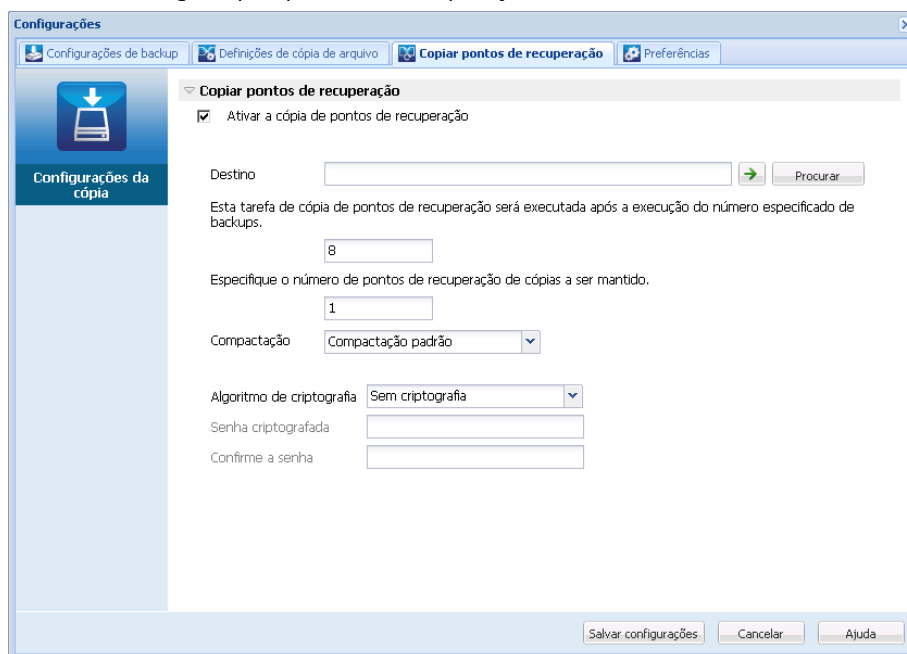 Configurações
Configurações de backup
Definições de cópia de arquivo
Copiar pontos de recuperação
Preferências
Configurações da
cópia
Copiar pontos de recuperação
Ativar a cópia de pontos de recuperação
Destino
Procurar
Esta tarefa de cópia de pontos de recuperação será executada após a execução do número especificado de
backups.
8
Especifique o número de pontos de recuperação de cópias a ser mantido.
1
Compactação
Compactação padrão
Algoritmo de criptografia
Sem criptografia
Senha criptografada
Confirme a senha
Salvar configurações
Cancelar
Ajuda